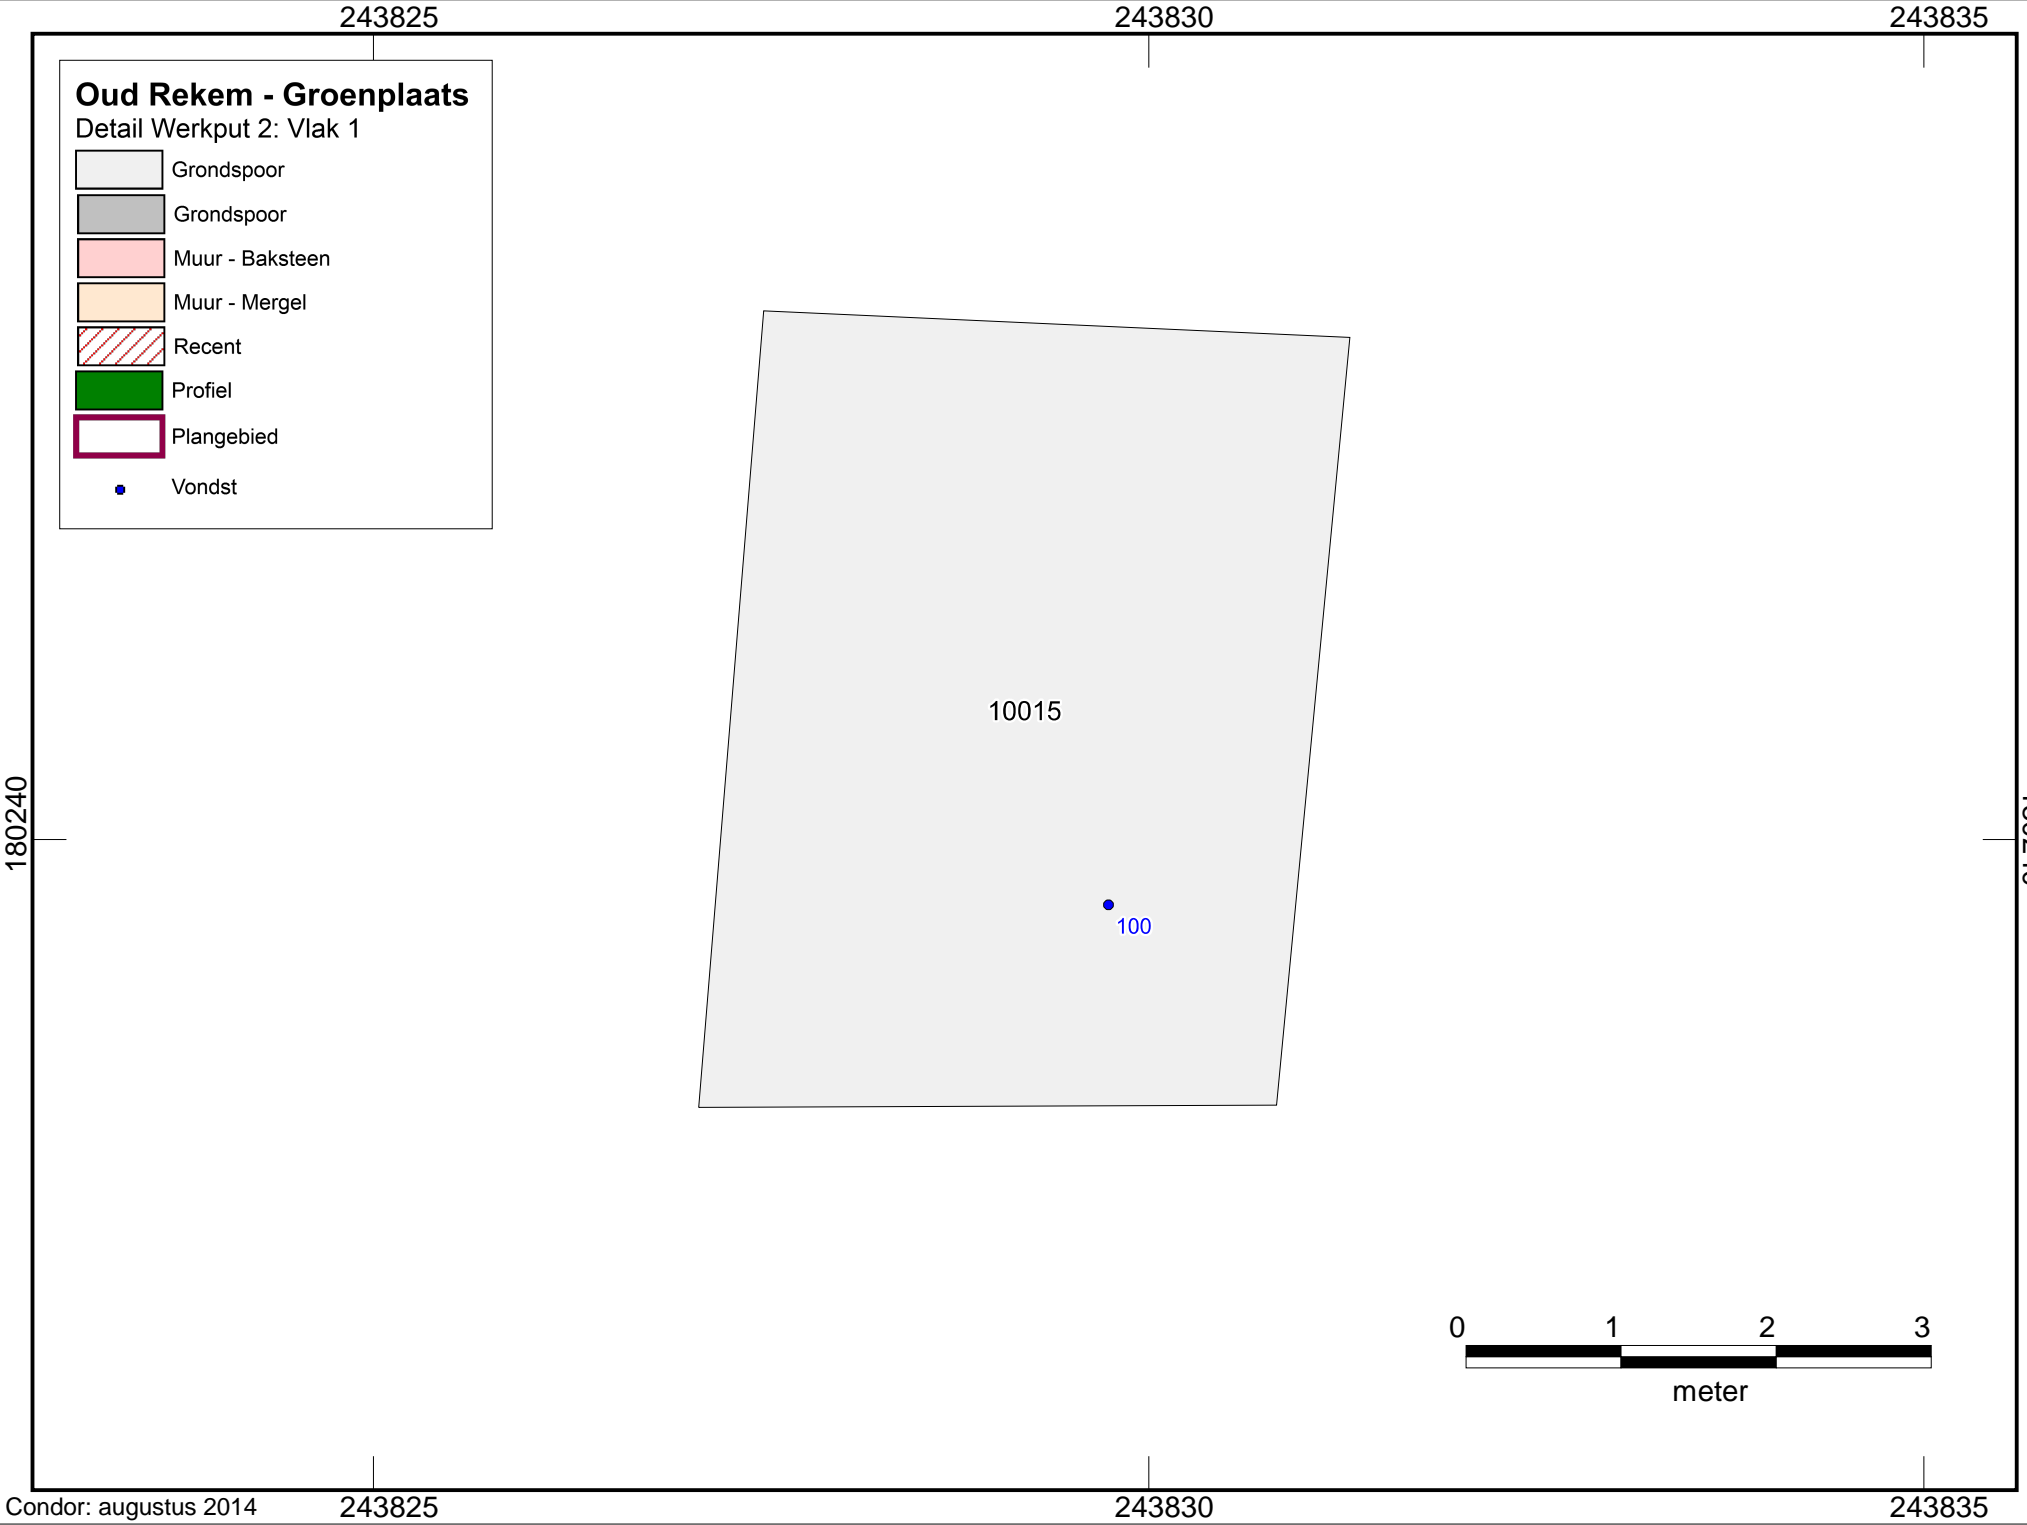 243825 243830 243835
Oud Rekem - Groenplaats
Detail Werkput 2: Vlak 1
Grondspoor
Grondspoor
Muur - Baksteen
Muur - Mergel
Recent
Profiel
Plangebied
Vondst
10015
180240
100
0 1 2 3
meter
Condor: augustus 2014
243825 243830 243835